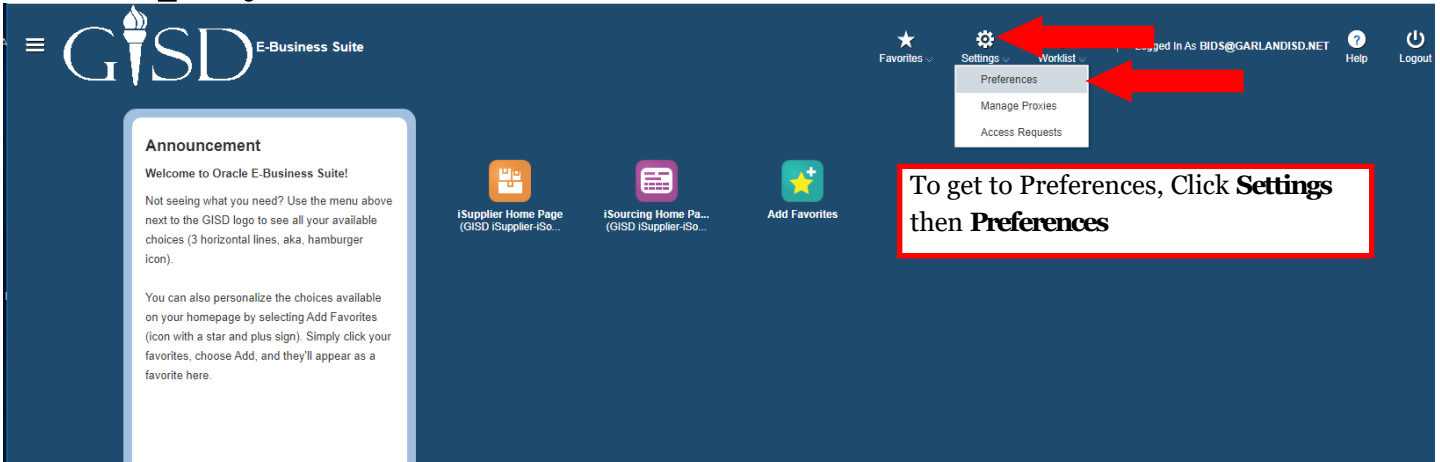 GISD E-Business Suite
Favorites
Settings
Worklist
Logged In As BIDS@GARLANDISD.NET
Help
Logout
Preferences
Manage Proxies
Access Requests
Announcement
Welcome to Oracle E-Business Suite!
Not seeing what you need? Use the menu above
next to the GISD logo to see all your available
choices (3 horizontal lines, aka, hamburger
icon).
You can also personalize the choices available
on your homepage by selecting Add Favorites
(icon with a star and plus sign). Simply click your
favorites, choose Add, and they'll appear as a
favorite here.
iSupplier Home Page
(GISD iSupplier-iSo...
iSourcing Home Pa...
(GISD iSupplier-iSo...
Add Favorites
To get to Preferences, Click Settings
then Preferences